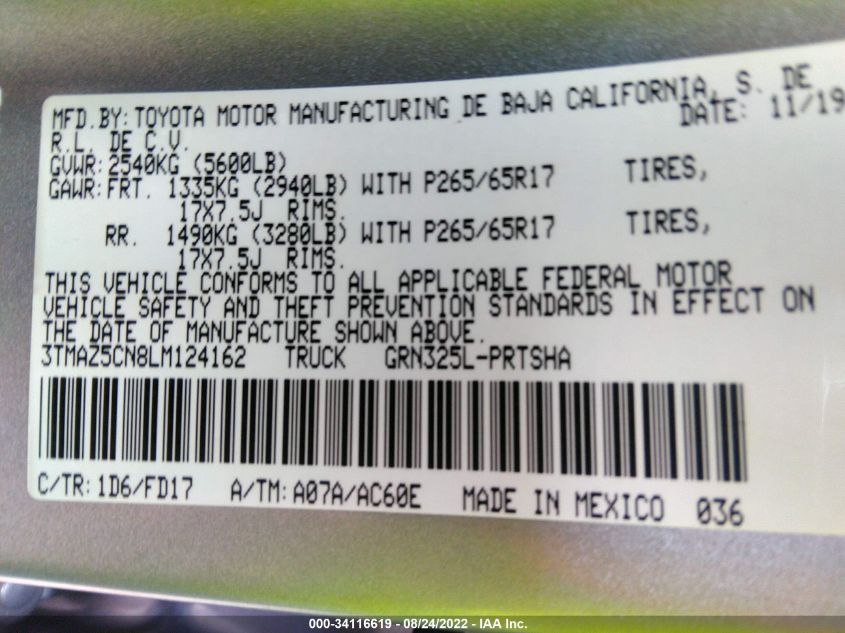 MFD.BY: TOYOTA MOTOR MANUFACTURING DE BAJA CALIFORNIA, S. DE
R.L. DE C.V. DATE: 11/19
GVWR: 2540KG (5600LB)
GAWR: FRT. 1335KG (2940LB) WITH P265/65R17 TIRES,
17X7.5J RIMS.
RR. 1490KG (3280LB) WITH P265/65R17 TIRES,
17X7.5J RIMS.
THIS VEHICLE CONFORMS TO ALL APPLICABLE FEDERAL MOTOR
VEHICLE SAFETY AND THEFT PREVENTION STANDARDS IN EFFECT ON
THE DATE OF MANUFACTURE SHOWN ABOVE.
3TMAZ5CN8LM124162 TRUCK GRN325L-PRTSHA
C/TR: 1D6/FD17 A/TM: A07A/AC60E MADE IN MEXICO 036
000-34116619 - 08/24/2022 - IAA Inc.